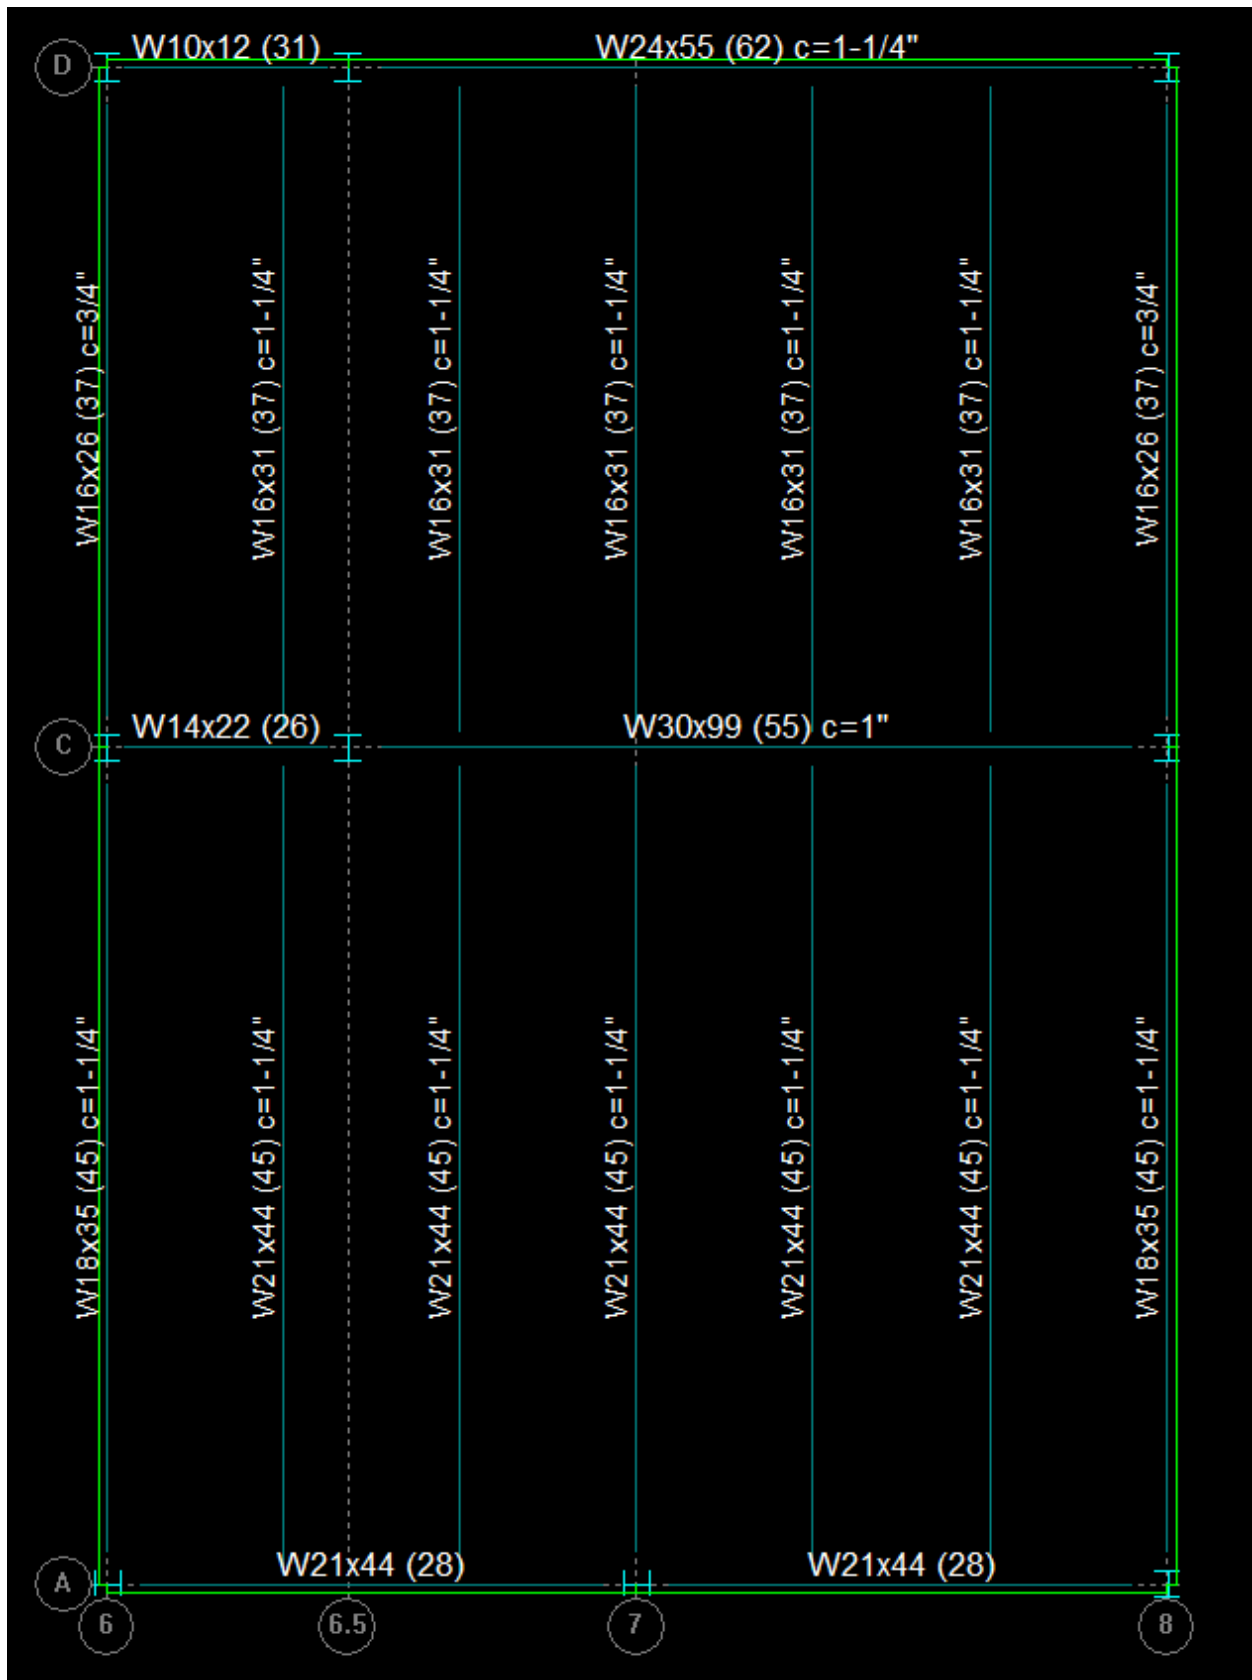 D
W10x12 (31)
W24x55 (62) c=1-1/4"
W16x26 (37) c=3/4"
W16x31 (37) c=1-1/4"
W16x31 (37) c=1-1/4"
W16x31 (37) c=1-1/4"
W16x31 (37) c=1-1/4"
W16x31 (37) c=1-1/4"
W16x26 (37) c=3/4"
C
W14x22 (26)
W30x99 (55) c=1"
W18x35 (45) c=1-1/4"
W21x44 (45) c=1-1/4"
W21x44 (45) c=1-1/4"
W21x44 (45) c=1-1/4"
W21x44 (45) c=1-1/4"
W21x44 (45) c=1-1/4"
W18x35 (45) c=1-1/4"
A
W21x44 (28)
W21x44 (28)
6
6.5
7
8